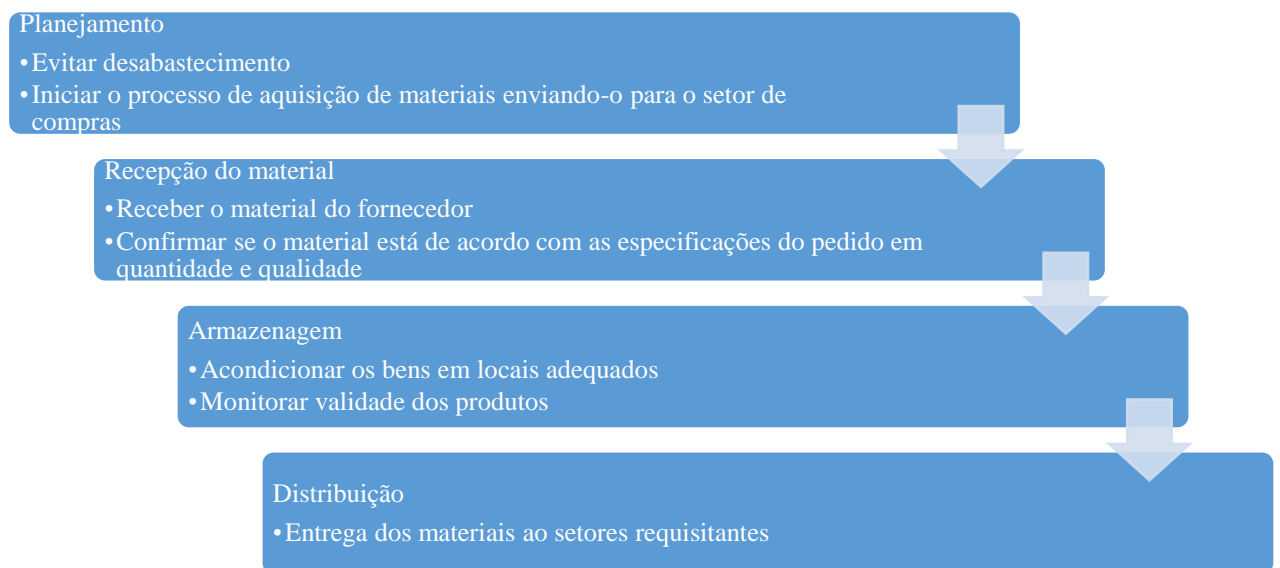 Planejamento
•Evitar desabastecimento
•Iniciar o processo de aquisição de materiais enviando-o para o setor de
compras
Recepção do material
•Receber o material do fornecedor
•Confirmar se o material está de acordo com as especificações do pedido em
quantidade e qualidade
Armazenagem
•Acondicionar os bens em locais adequados
•Monitorar validade dos produtos
Distribuição
•Entrega dos materiais ao setores requisitantes